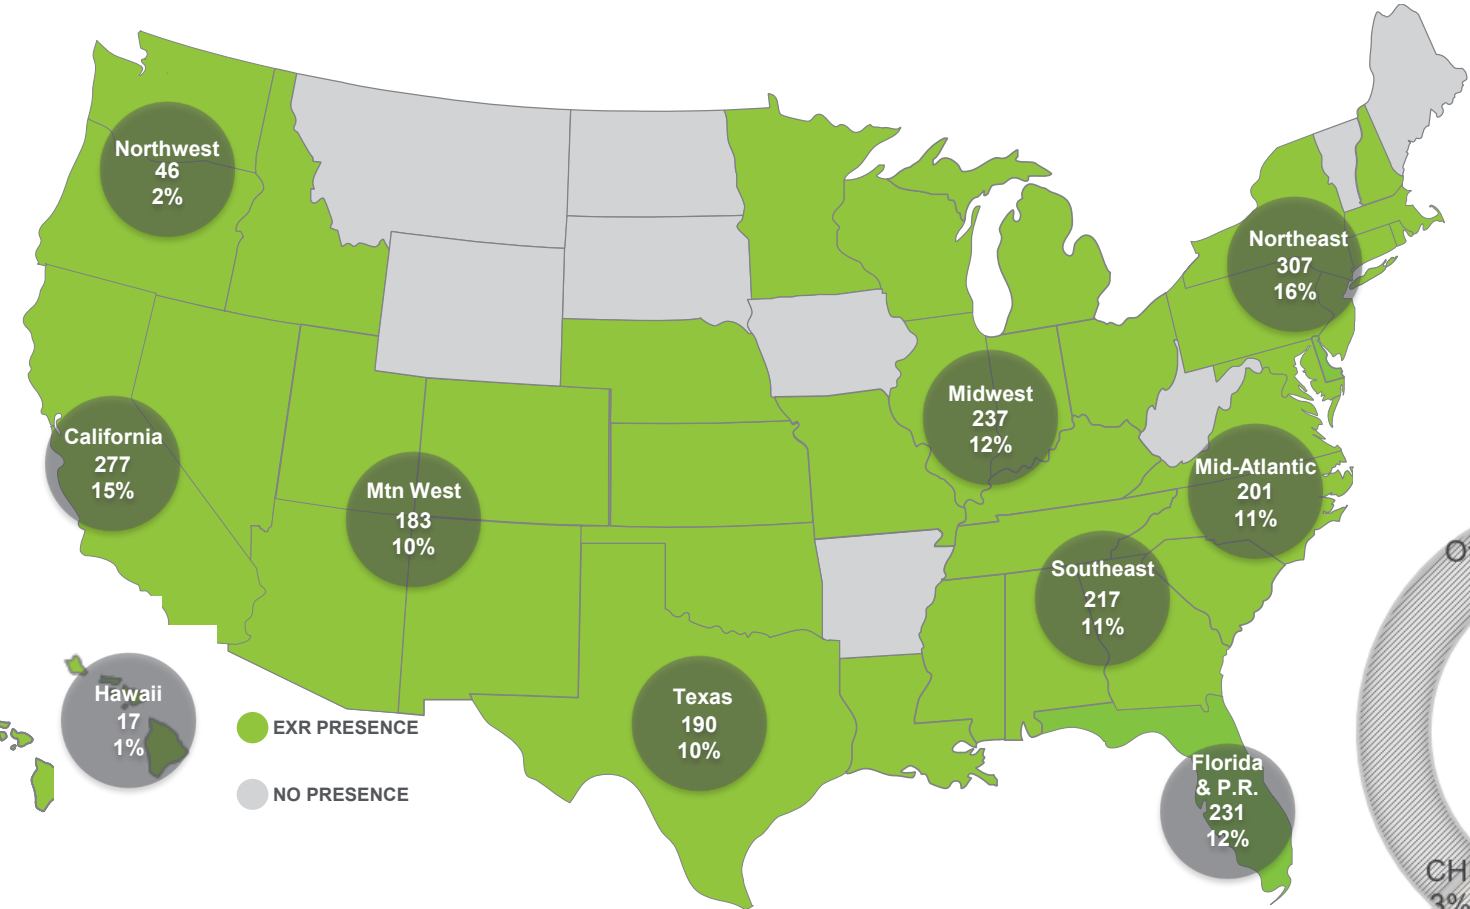 Northwest
46
2%
Northeast
307
16%
Midwest
237
12%
California
277
15%
Mtn West
183
10%
Mid-Atlantic
201
11%
Southeast
217
11%
Hawaii
17
1%
EXR PRESENCE
NO PRESENCE
Texas
190
10%
Florida
& P.R.
231
12%
O
CH
3%